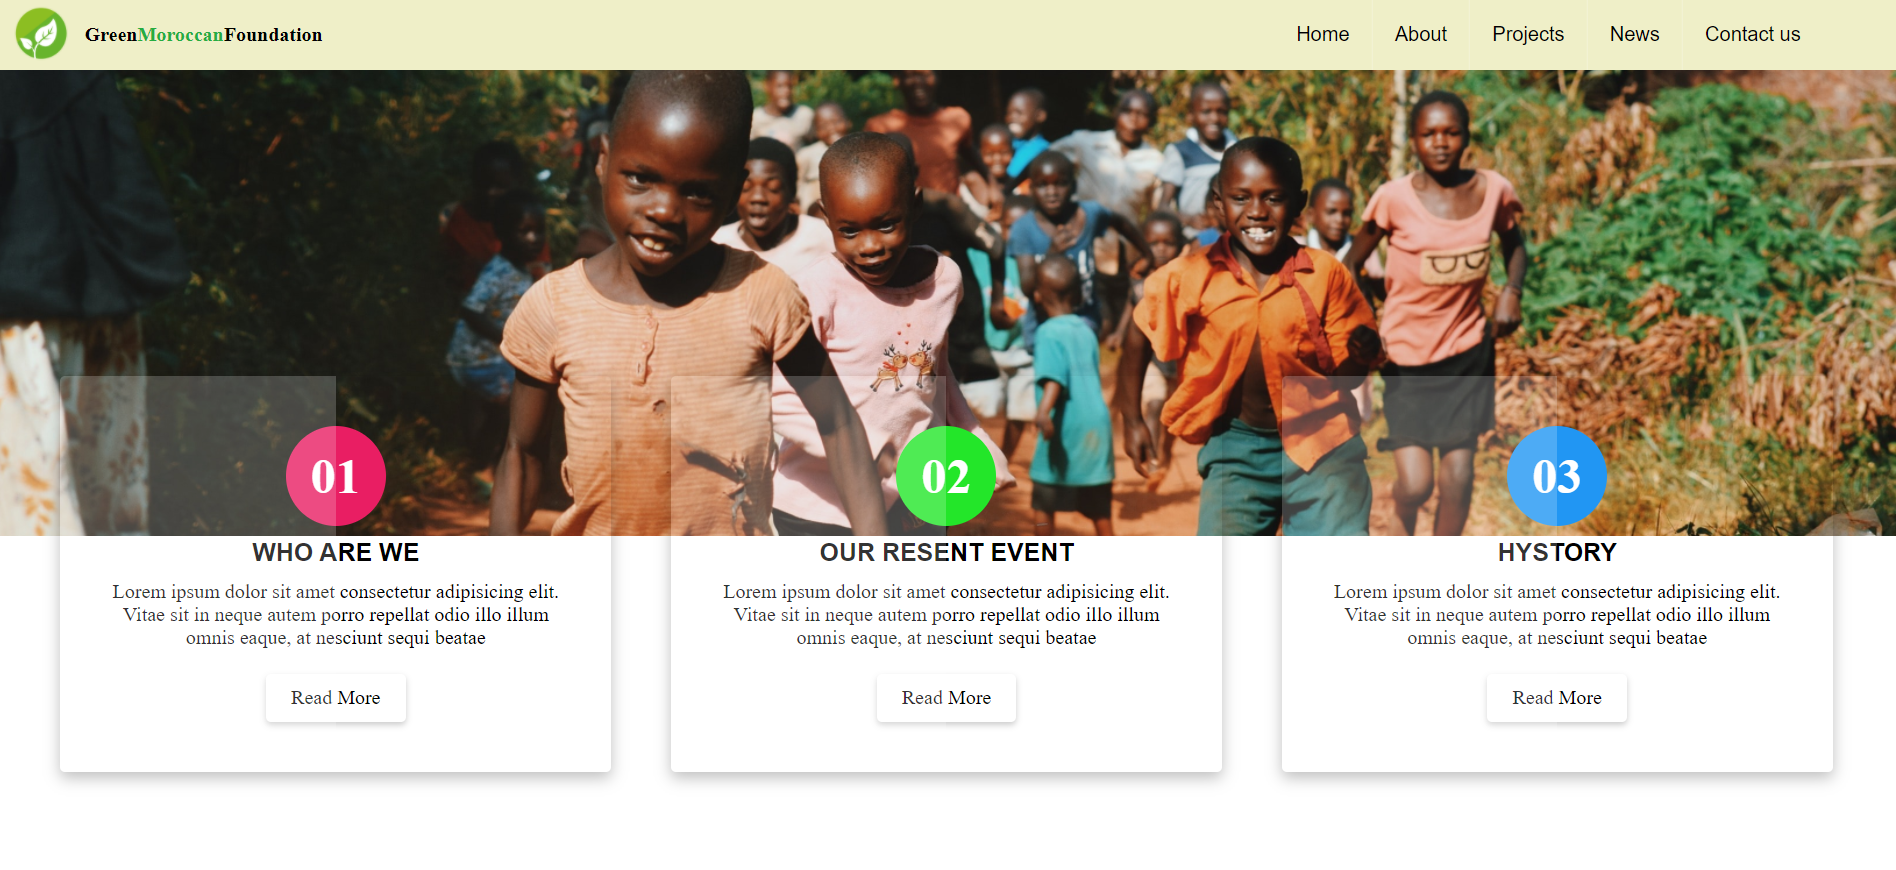 GreenMoroccanFoundation
Home About Projects News Contact us
01
WHO ARE WE
Lorem ipsum dolor sit amet consectetur adipisicing elit.
Vitae sit in neque autem porro repellat odio illo illum
omnis eaque, at nesciunt sequi beatae
Read More
02
OUR RESENT EVENT
Lorem ipsum dolor sit amet consectetur adipisicing elit.
Vitae sit in neque autem porro repellat odio illo illum
omnis eaque, at nesciunt sequi beatae
Read More
03
HYSTORY
Lorem ipsum dolor sit amet consectetur adipisicing elit.
Vitae sit in neque autem porro repellat odio illo illum
omnis eaque, at nesciunt sequi beatae
Read More